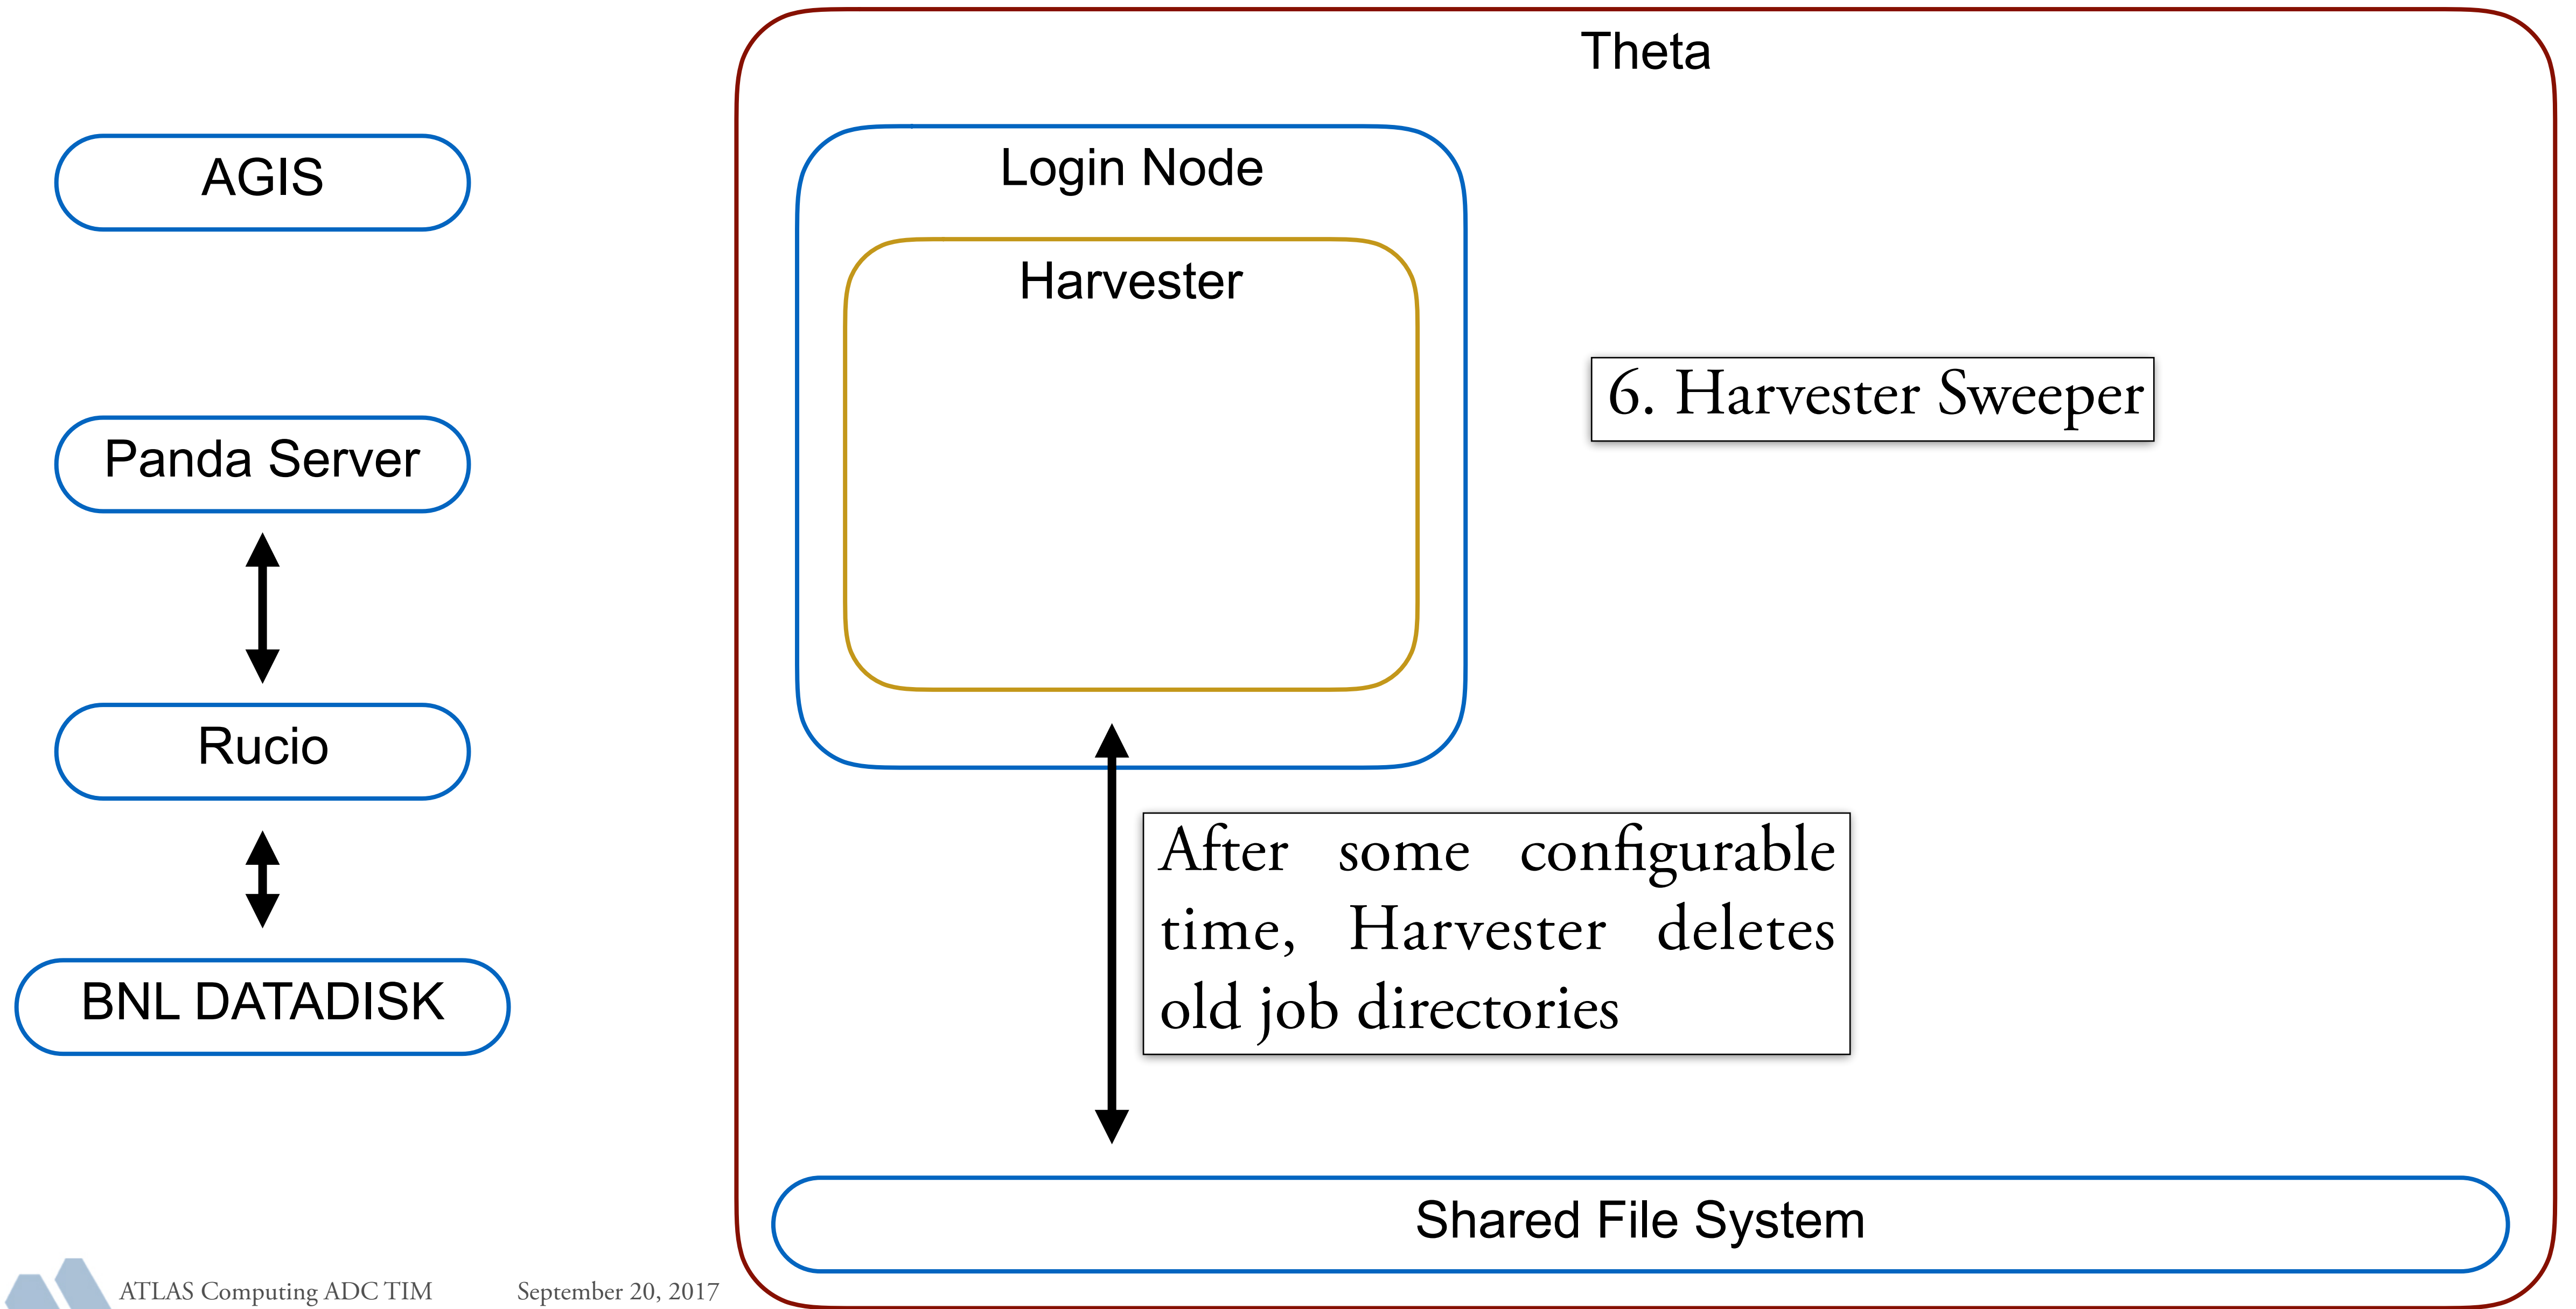 Theta
AGIS
Login Node
Harvester
6. Harvester Sweeper
Panda Server
Rucio
After some configurable
time, Harvester deletes
old job directories
BNL DATADISK
Shared File System
ATLAS Computing ADC TIM September 20, 2017